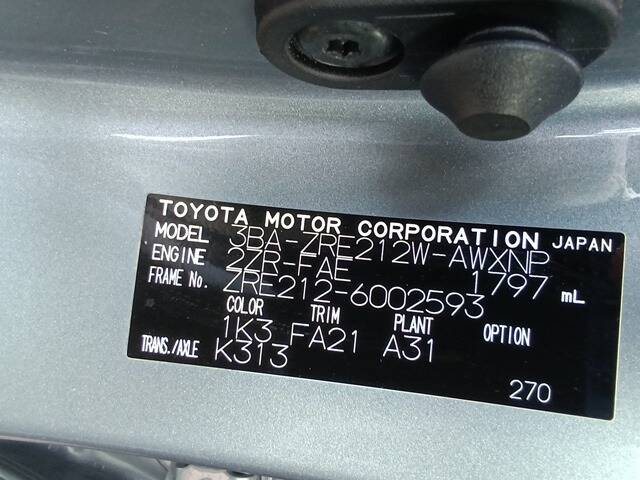 TOYOTA MOTOR CORPORATION JAPAN
MODEL 3BA-ZRE212W-AWXNP
ENGINE 2ZR-FAE 1797 mL
FRAME No. ZRE212-6002593
COLOR TRIM PLANT OPTION
1K3 FA21 A31
TRANS./AXLE K313
270